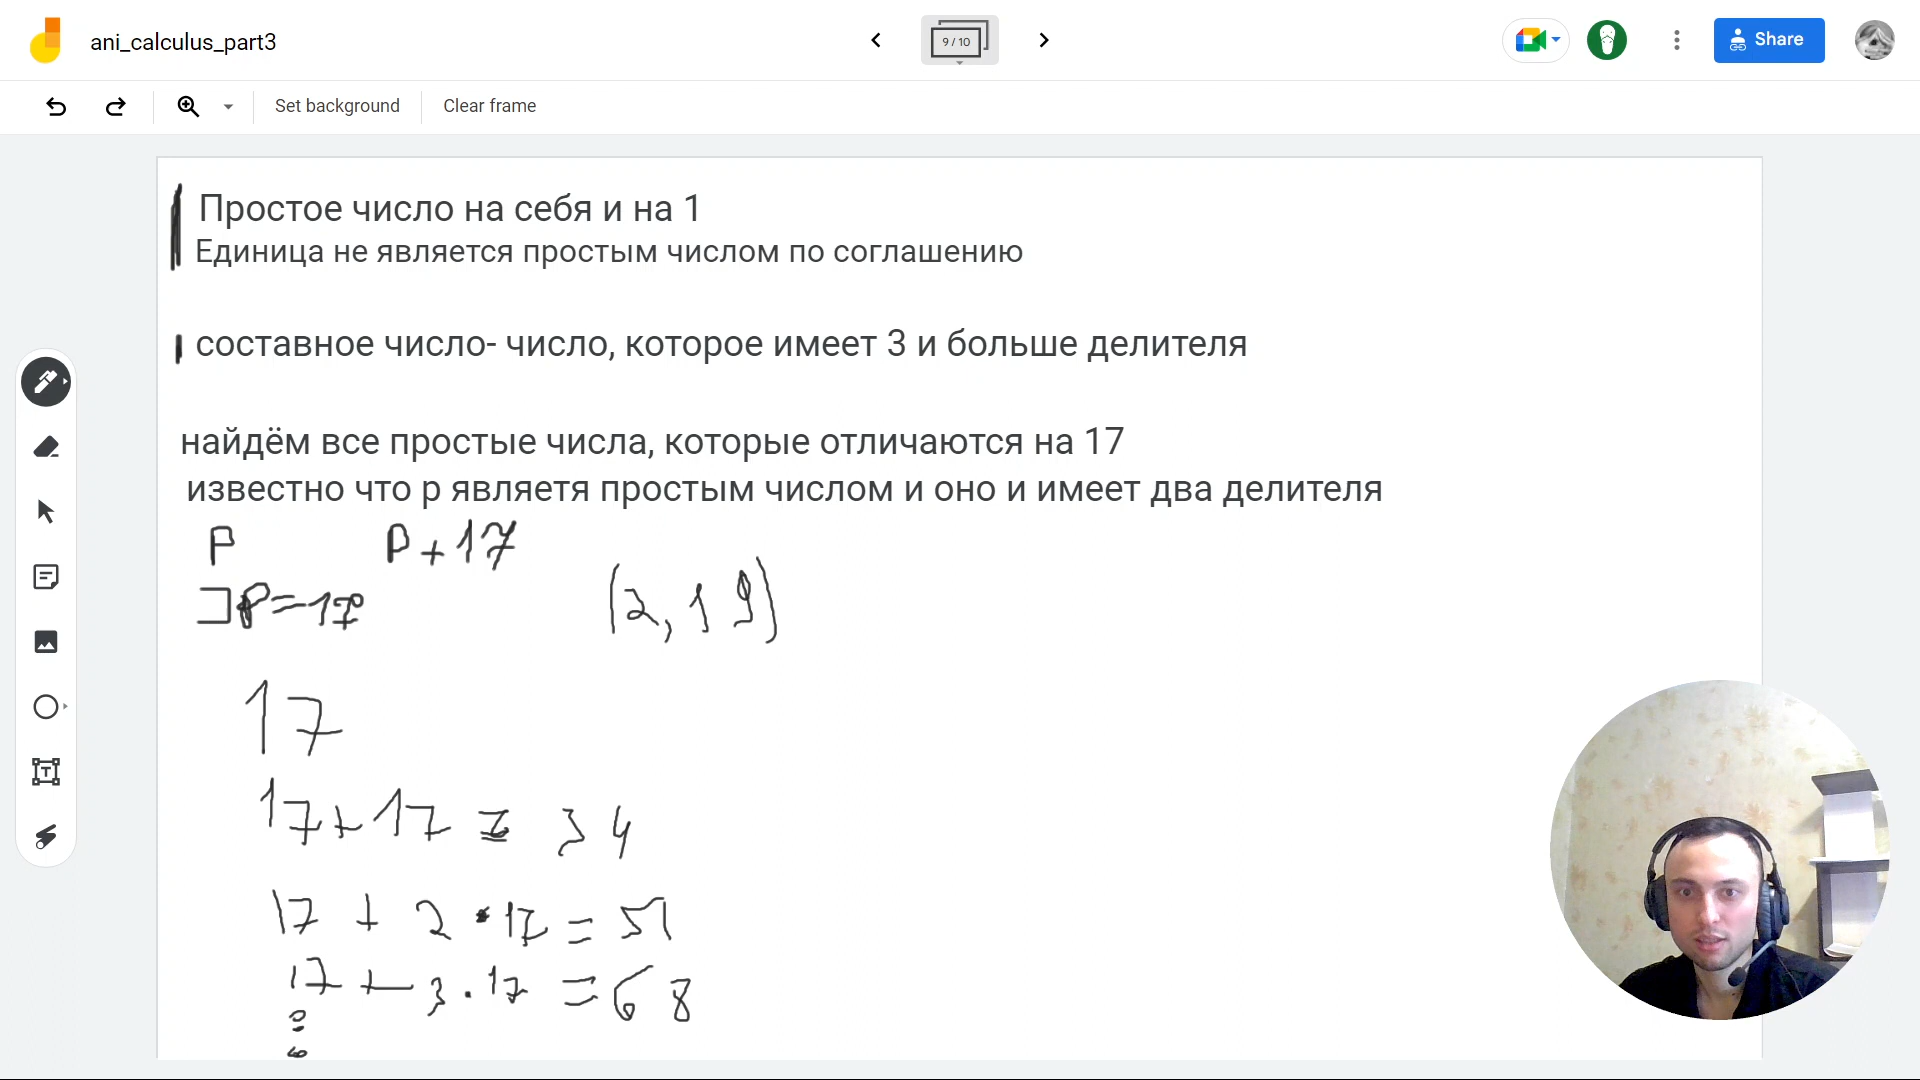 ani_calculus_part3
9 / 10
Share
Set background
Clear frame
Простое число на себя и на 1
Единица не является простым числом по соглашению
составное число- число, которое имеет 3 и больше делителя
найдём все простые числа, которые отличаются на 17
известно что p являетя простым числом и оно и имеет два делителя
P P+17
P=17
(2, 19)
17
17+17 = 34
17 + 2 · 17 = 51
17 + 3 · 17 = 68